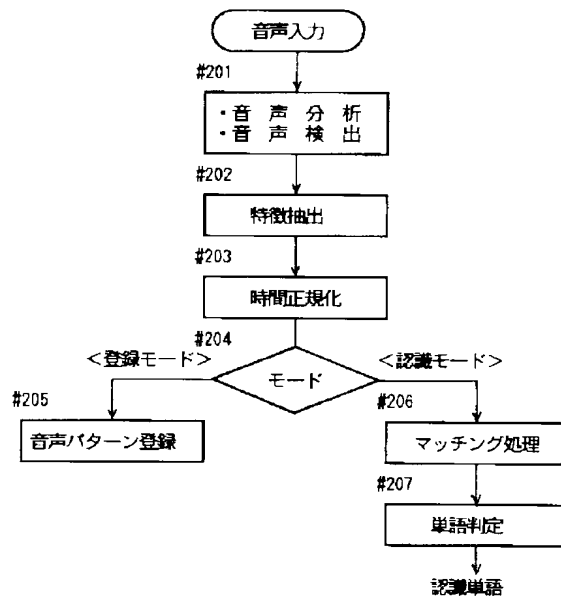 音声入力
#201
・音声分析
・音声検出
#202
特徴抽出
#203
時間正規化
#204
＜登録モード＞
モード
＜認識モード＞
#205
音声パターン登録
#206
マッチング処理
#207
単語判定
認識単語